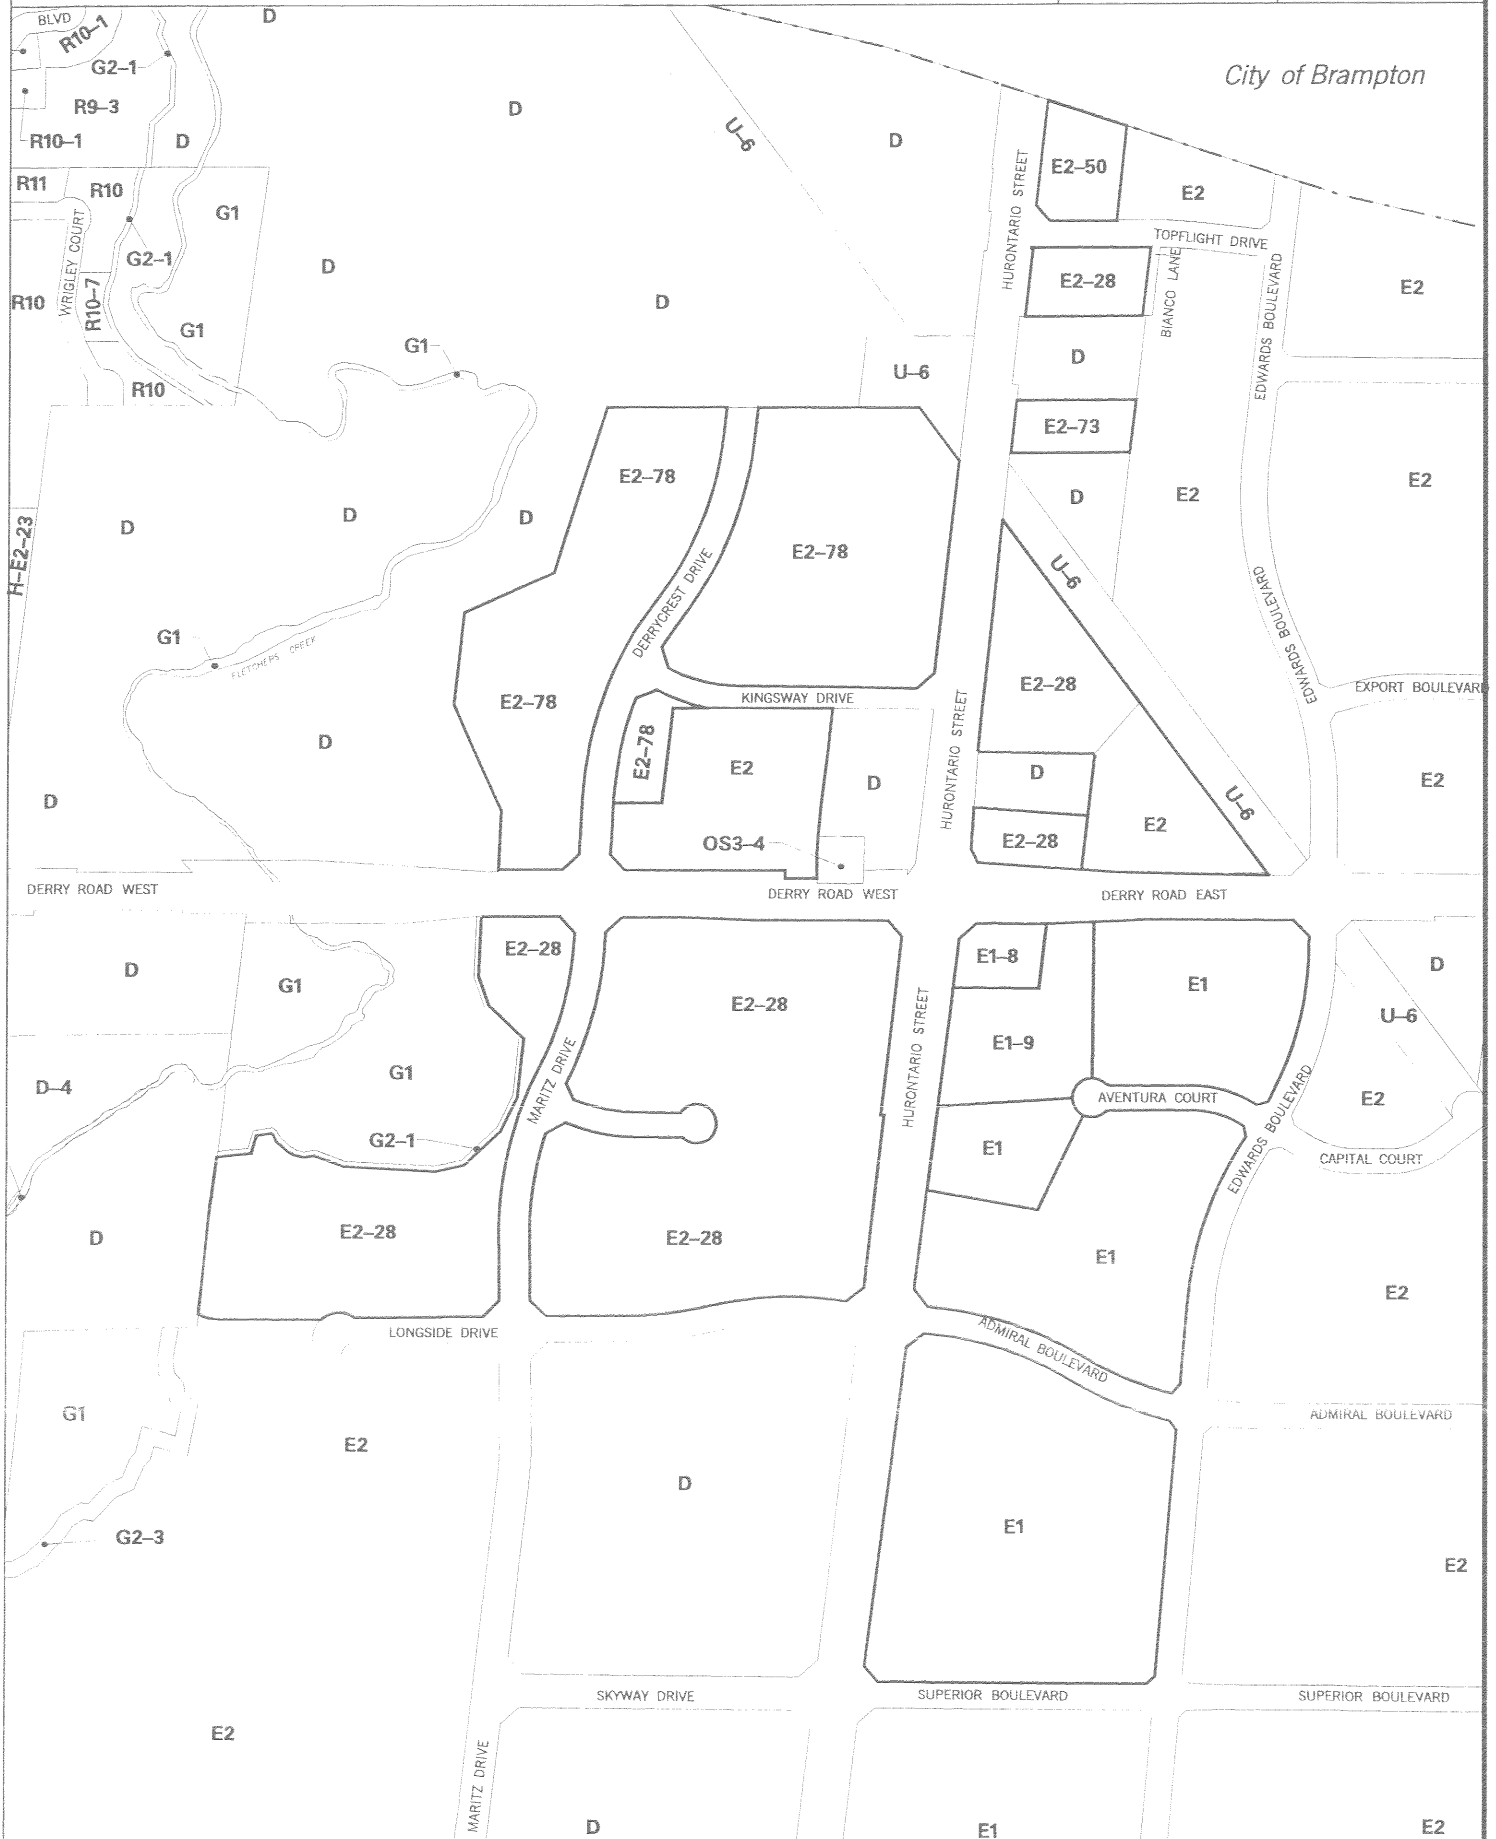 BLVD
R10–1
D
G2–1
City of Brampton
R9–3
D
U–6
D
E2–50
R10–1
D
HURONTARIO STREET
R11
R10
G1
E2
WRIGLEY COURT
G2–1
D
TOPFLIGHT DRIVE
E2–28
BIANCO LANE
EDWARDS BOULEVARD
E2
R10
R10–7
D
G1
G1
D
U–6
R10
E2–73
E2–78
E2
D
E2
E2
H–E2–23
D
D
D
E2–78
U–6
DERRYCREST DRIVE
EDWARDS BOULEVARD
G1
FLETCHERS CREEK
E2–28
EXPORT BOULEVARD
E2–78
KINGSWAY DRIVE
HURONTARIO STREET
D
E2–78
E2
D
D
E2
D
U–6
E2
OS3–4
E2–28
DERRY ROAD WEST
DERRY ROAD WEST
DERRY ROAD EAST
E2–28
E1–8
D
D
G1
E1
E2–28
HURONTARIO STREET
U–6
E1–9
MARITZ DRIVE
G1
D–4
AVENTURA COURT
E2
G2–1
EDWARDS BOULEVARD
E1
CAPITAL COURT
D
E2–28
E2–28
E1
E2
LONGSIDE DRIVE
ADMIRAL BOULEVARD
G1
ADMIRAL BOULEVARD
E2
D
E1
G2–3
E2
SKYWAY DRIVE
SUPERIOR BOULEVARD
SUPERIOR BOULEVARD
E2
MARITZ DRIVE
D
E1
E2